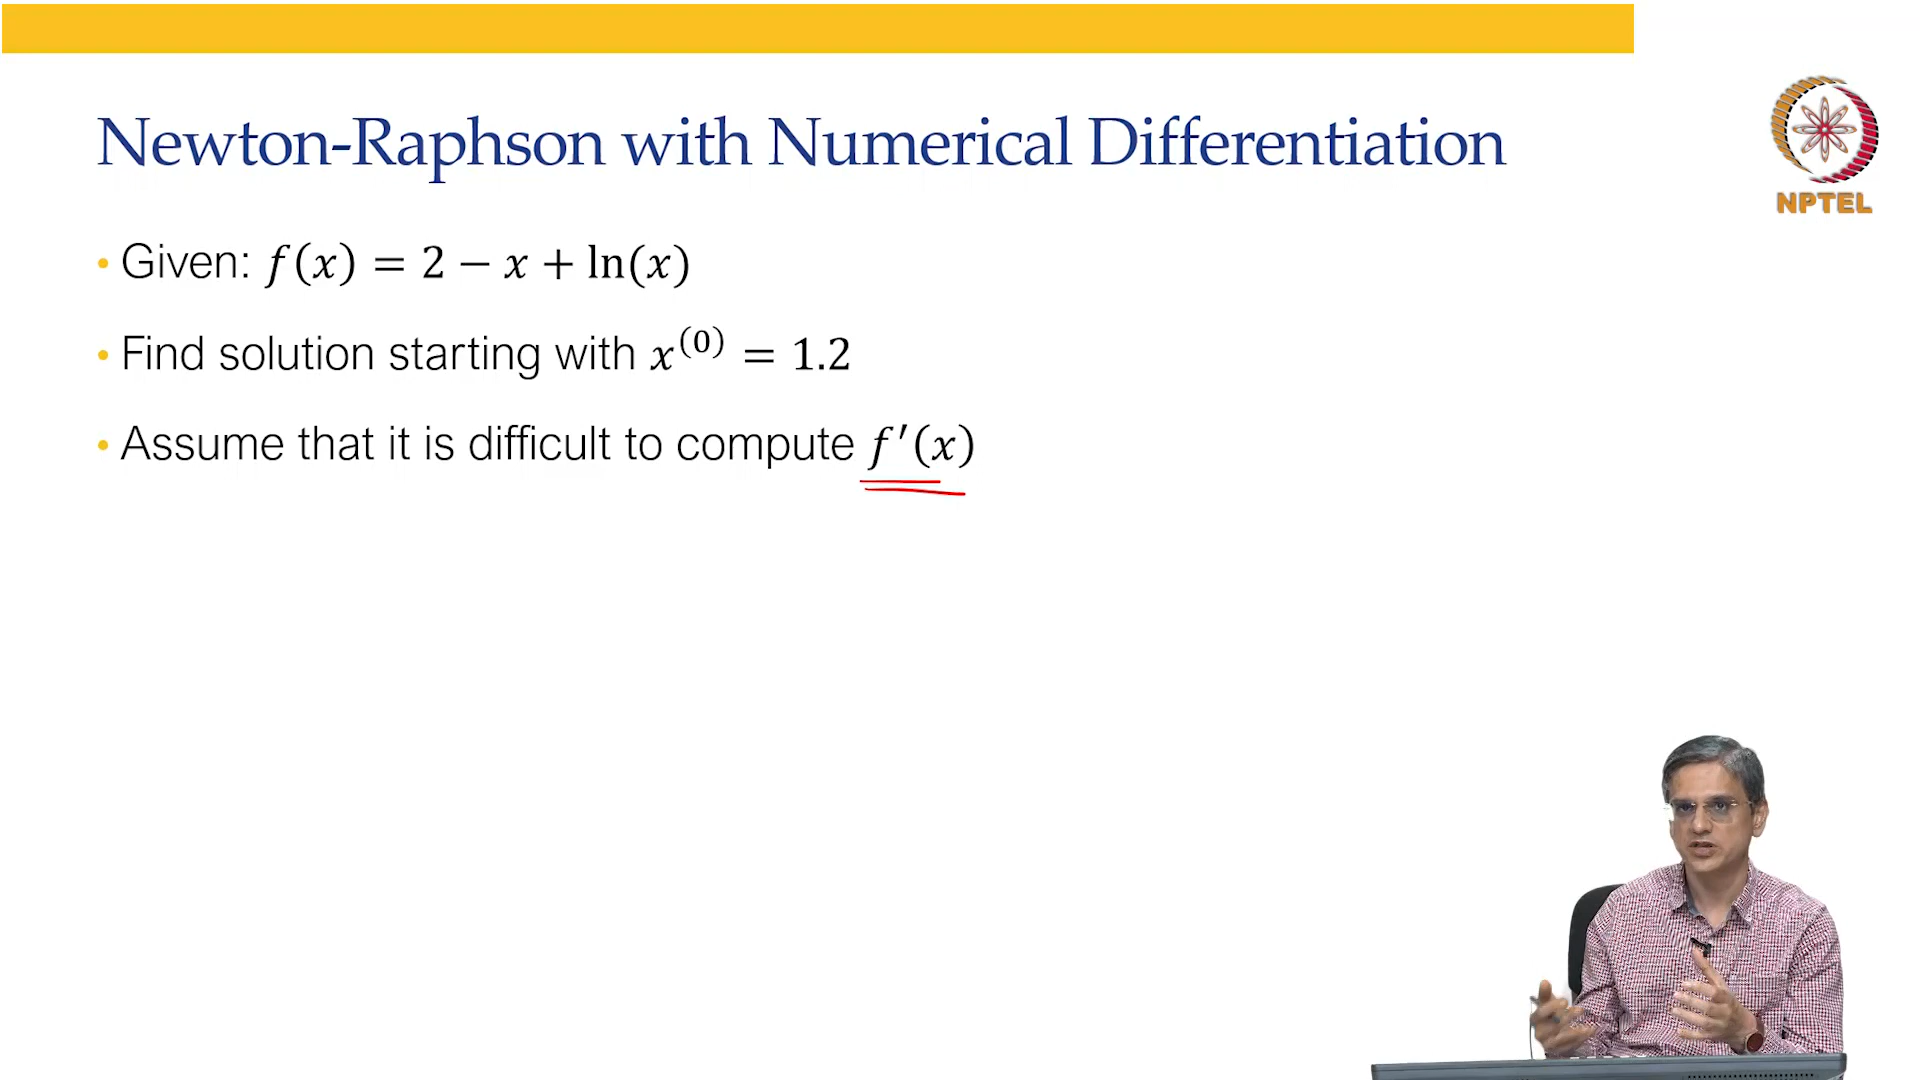 Newton-Raphson with Numerical Differentiation
NPTEL
• Given: f(x) = 2 − x + ln(x)
• Find solution starting with x⁽⁰⁾ = 1.2
• Assume that it is difficult to compute f′(x)